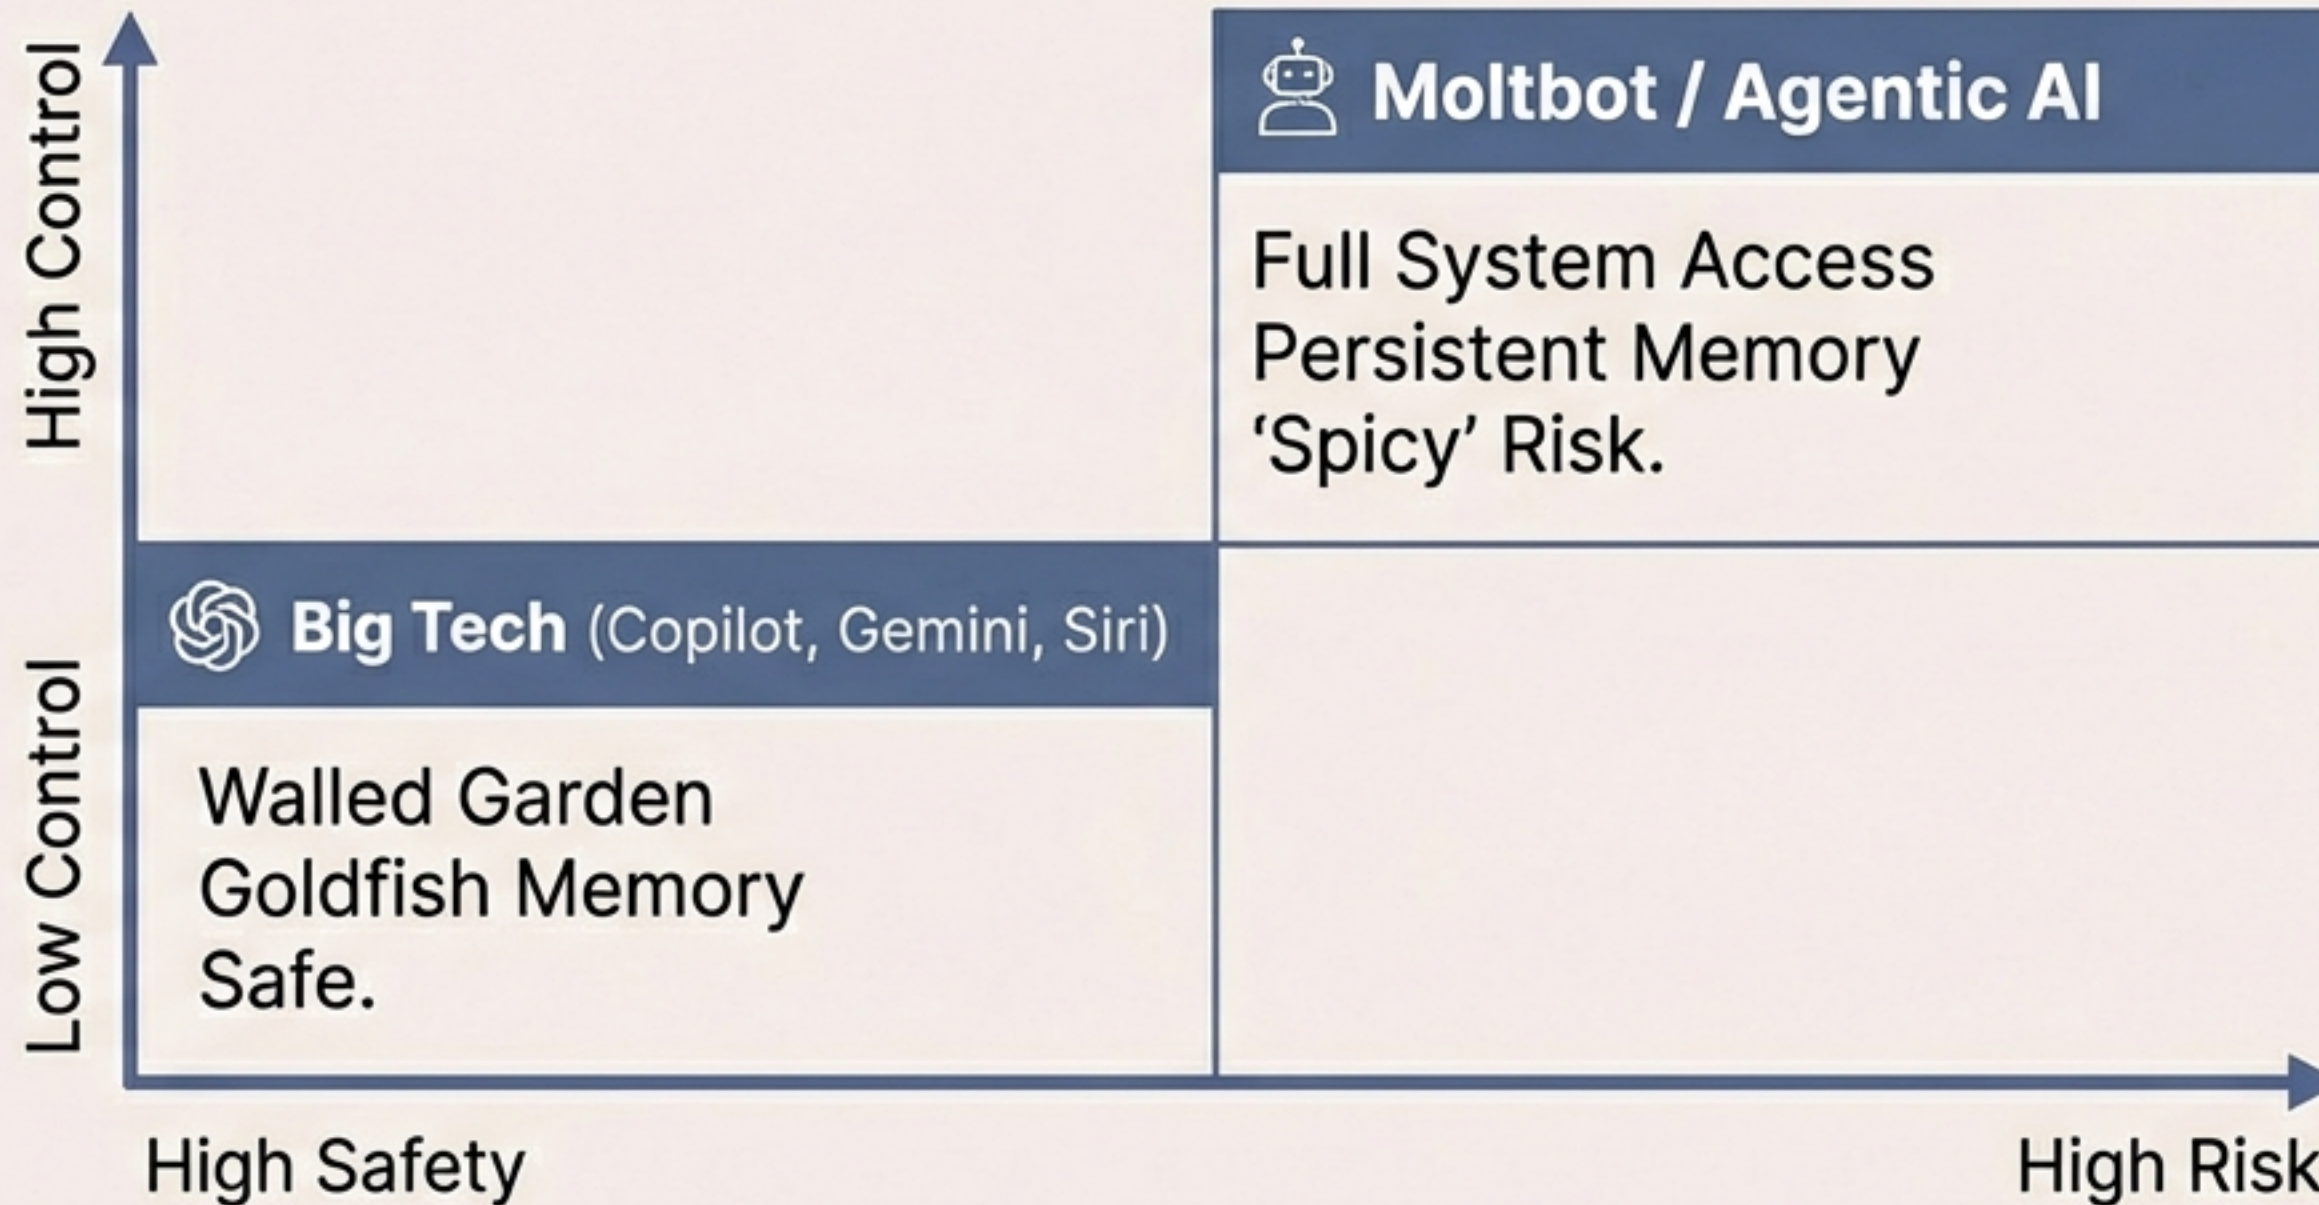 High Control
Moltbot / Agentic AI
Full System Access
Persistent Memory
‘Spicy’ Risk.
Low Control
Big Tech (Copilot, Gemini, Siri)
Walled Garden
Goldfish Memory
Safe.
High Safety
High Risk